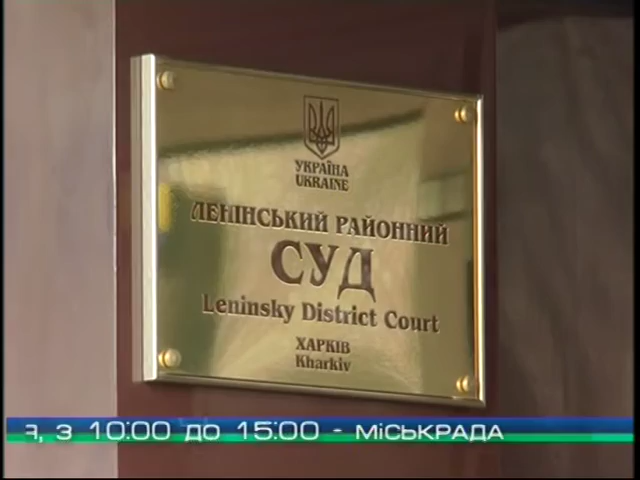 УКРАЇНА
UKRAINE
ЛЕНІНСЬКИЙ РАЙОННИЙ
СУД
Leninsky District Court
ХАРКІВ
Kharkiv
з 10:00 до 15:00 - МІСЬКРАДА